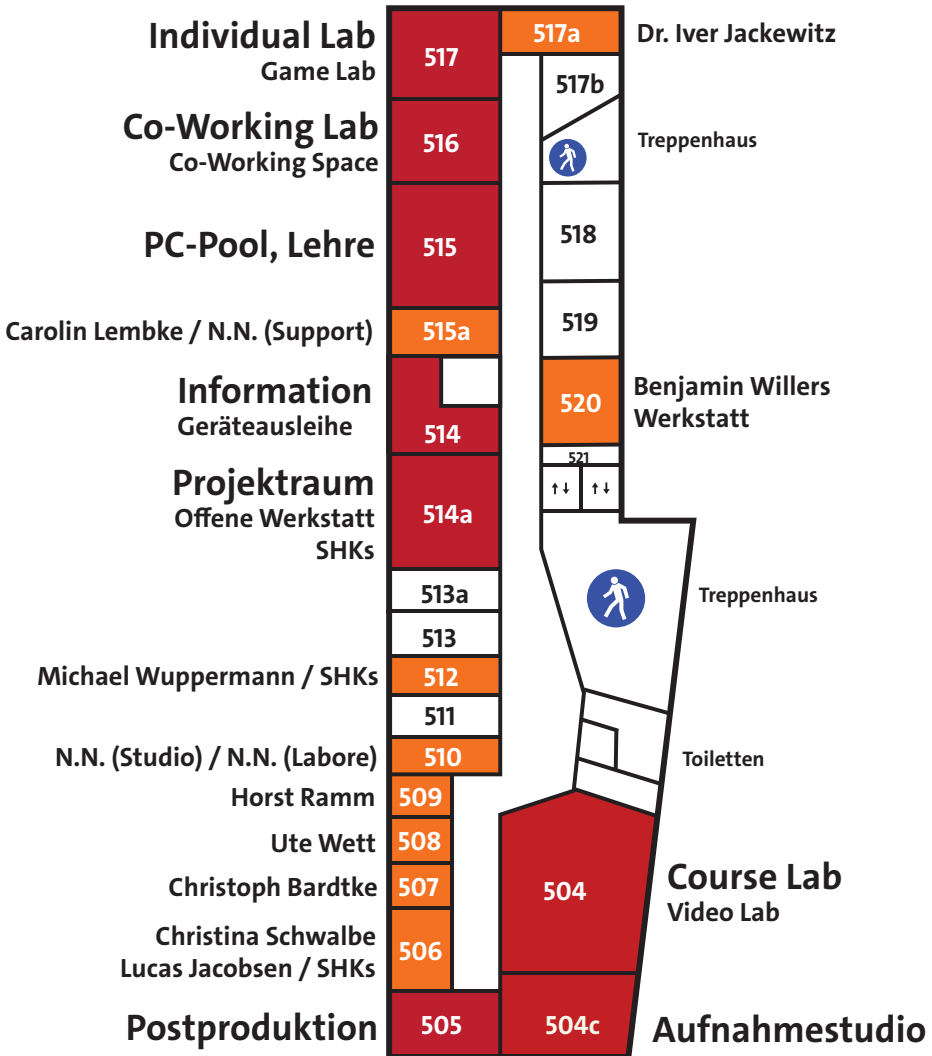 Individual Lab
Game Lab
517
517a
Dr. Iver Jackewitz
517b
Co-Working Lab
Co-Working Space
516
Treppenhaus
PC-Pool, Lehre
515
518
Carolin Lembke / N.N. (Support)
515a
519
Information
Geräteausleihe
514
520
Benjamin Willers
Werkstatt
521
↑↓ ↑↓
Projektraum
Offene Werkstatt
SHKs
514a
513a
Treppenhaus
513
Michael Wuppermann / SHKs
512
511
N.N. (Studio) / N.N. (Labore)
510
Toiletten
Horst Ramm
509
Ute Wett
508
Christoph Bardtke
507
504
Course Lab
Video Lab
Christina Schwalbe
Lucas Jacobsen / SHKs
506
Postproduktion
505
504c
Aufnahmestudio